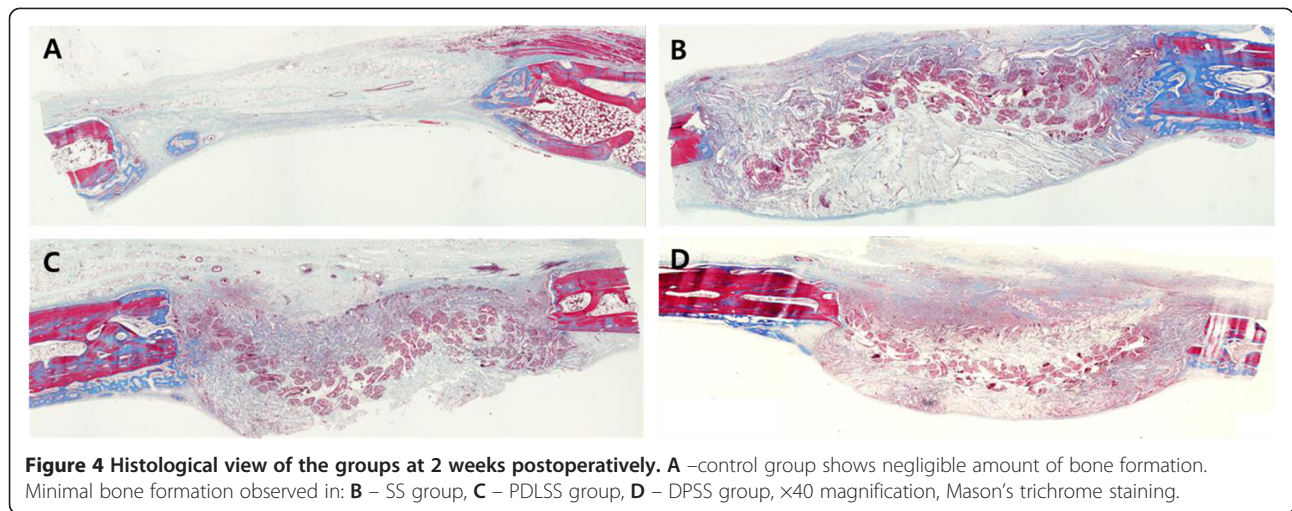 A
B
C
D
Figure 4 Histological view of the groups at 2 weeks postoperatively. A –control group shows negligible amount of bone formation.
Minimal bone formation observed in: B – SS group, C – PDLSS group, D – DPSS group, ×40 magnification, Mason's trichrome staining.